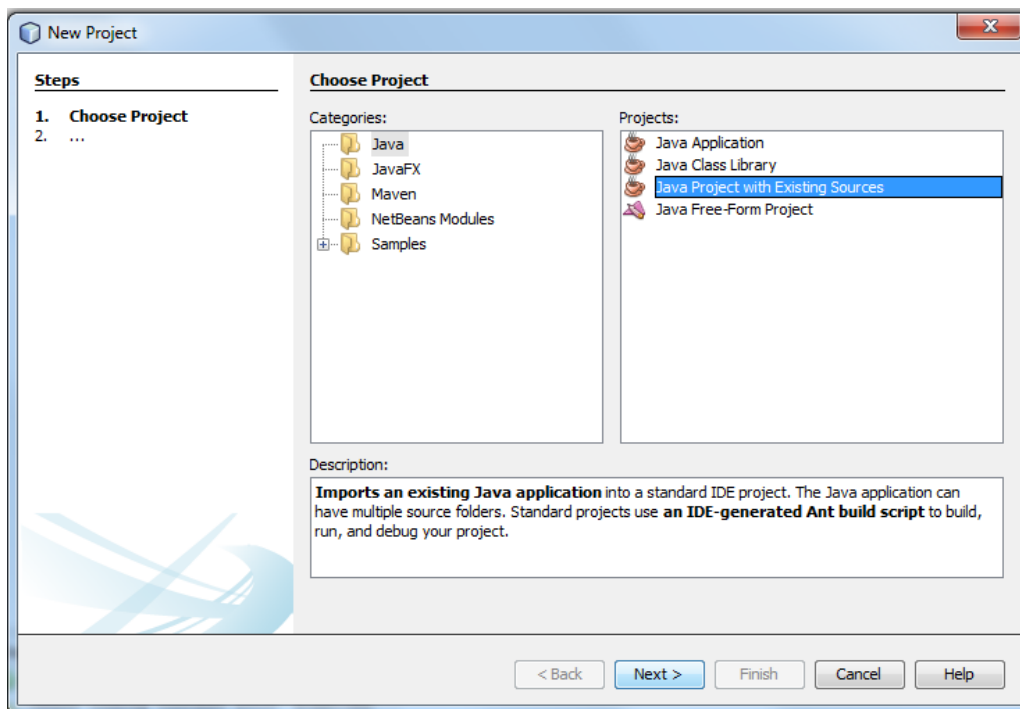 New Project
Steps
1. Choose Project
2. ...
Choose Project
Categories:
Java
JavaFX
Maven
NetBeans Modules
Samples
Projects:
Java Application
Java Class Library
Java Project with Existing Sources
Java Free-Form Project
Description:
Imports an existing Java application into a standard IDE project. The Java application can
have multiple source folders. Standard projects use an IDE-generated Ant build script to build,
run, and debug your project.
< Back
Next >
Finish
Cancel
Help